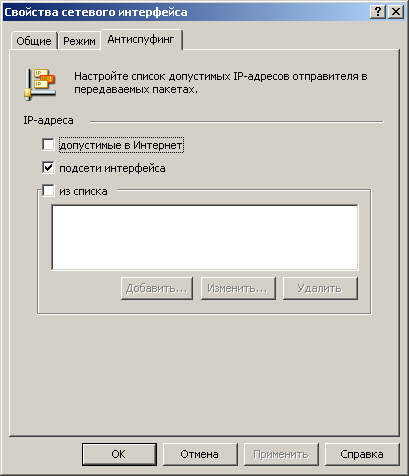 Свойства сетевого интерфейса
Общие Режим Антиспуфинг
Настройте список допустимых IP-адресов отправителя в
передаваемых пакетах.
IP-адреса
допустимые в Интернет
подсети интерфейса
из списка
Добавить... Изменить... Удалить
OK Отмена Применить Справка